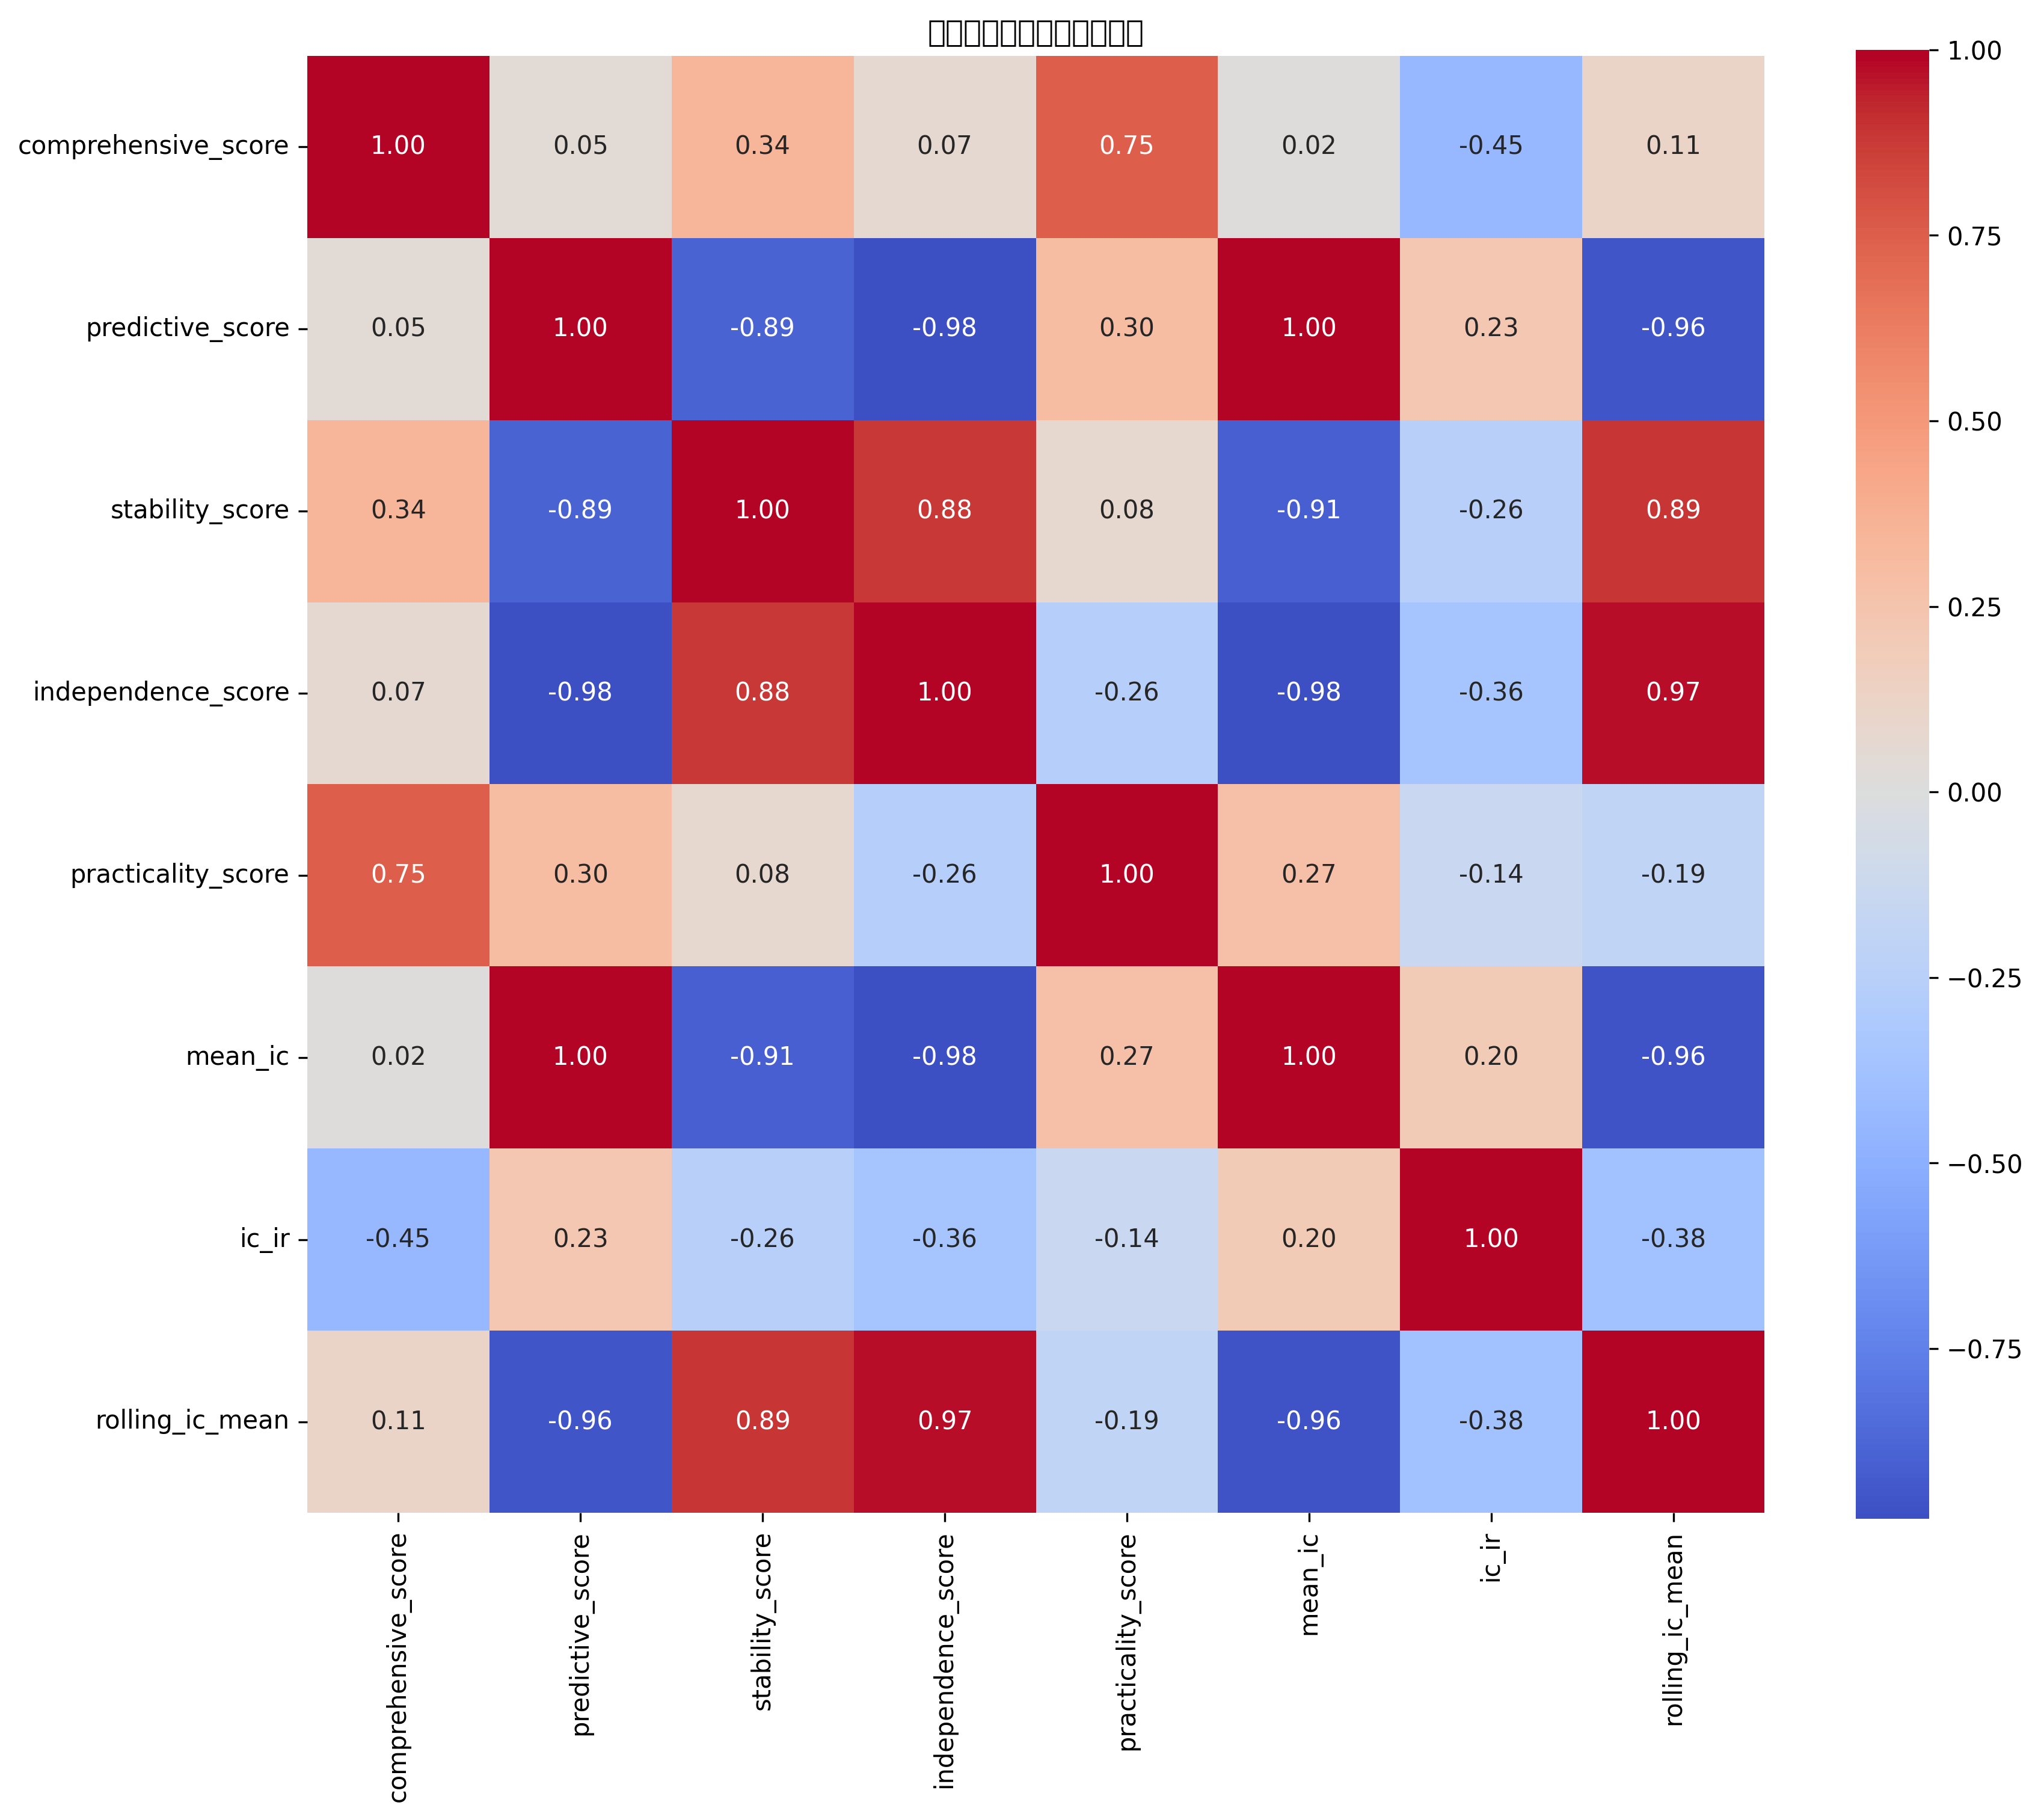 comprehensive_score 1.00 0.05 0.34 0.07 0.75 0.02 -0.45 0.11
predictive_score 0.05 1.00 -0.89 -0.98 0.30 1.00 0.23 -0.96
stability_score 0.34 -0.89 1.00 0.88 0.08 -0.91 -0.26 0.89
independence_score 0.07 -0.98 0.88 1.00 -0.26 -0.98 -0.36 0.97
practicality_score 0.75 0.30 0.08 -0.26 1.00 0.27 -0.14 -0.19
mean_ic 0.02 1.00 -0.91 -0.98 0.27 1.00 0.20 -0.96
ic_ir -0.45 0.23 -0.26 -0.36 -0.14 0.20 1.00 -0.38
rolling_ic_mean 0.11 -0.96 0.89 0.97 -0.19 -0.96 -0.38 1.00
comprehensive_score
predictive_score
stability_score
independence_score
practicality_score
mean_ic
ic_ir
rolling_ic_mean
1.00
0.75
0.50
0.25
0.00
−0.25
−0.50
−0.75